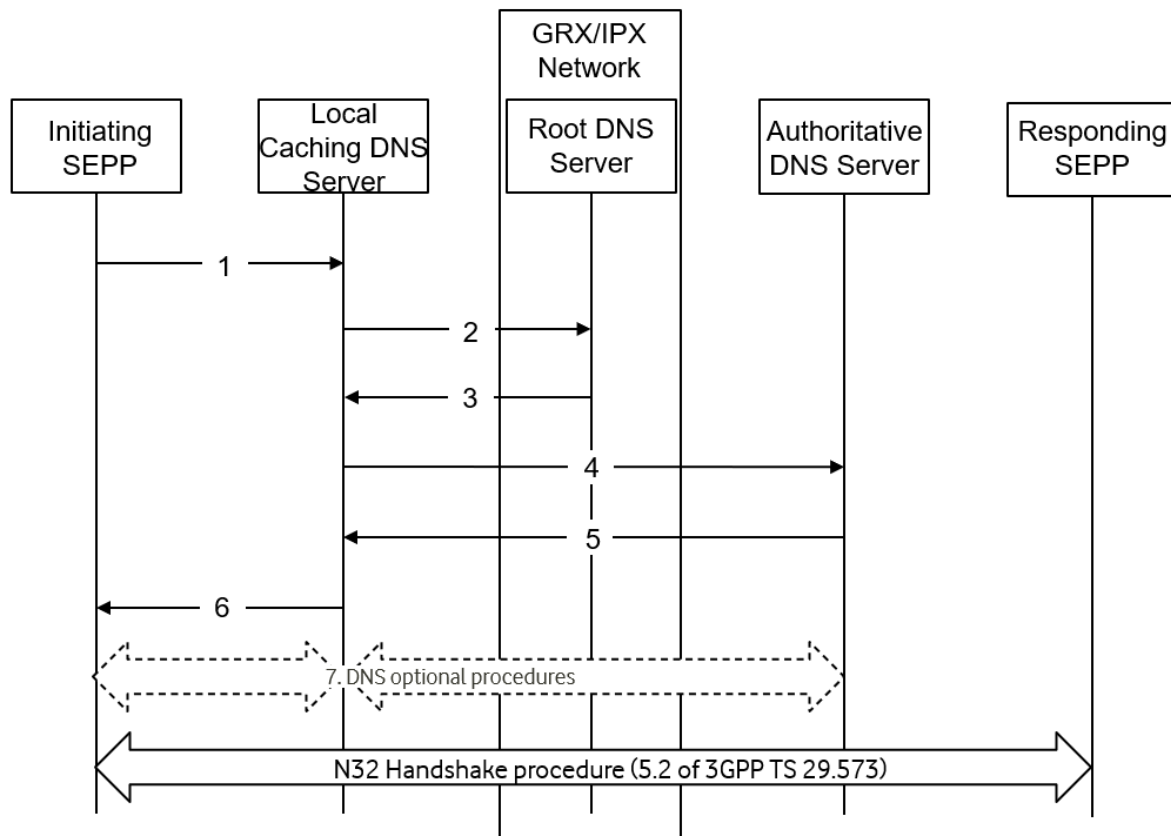 GRX/IPX
Network
Initiating
SEPP
Local
Caching DNS
Server
Root DNS
Server
Authoritative
DNS Server
Responding
SEPP
1
2
3
4
5
6
7. DNS optional procedures
N32 Handshake procedure (5.2 of 3GPP TS 29.573)